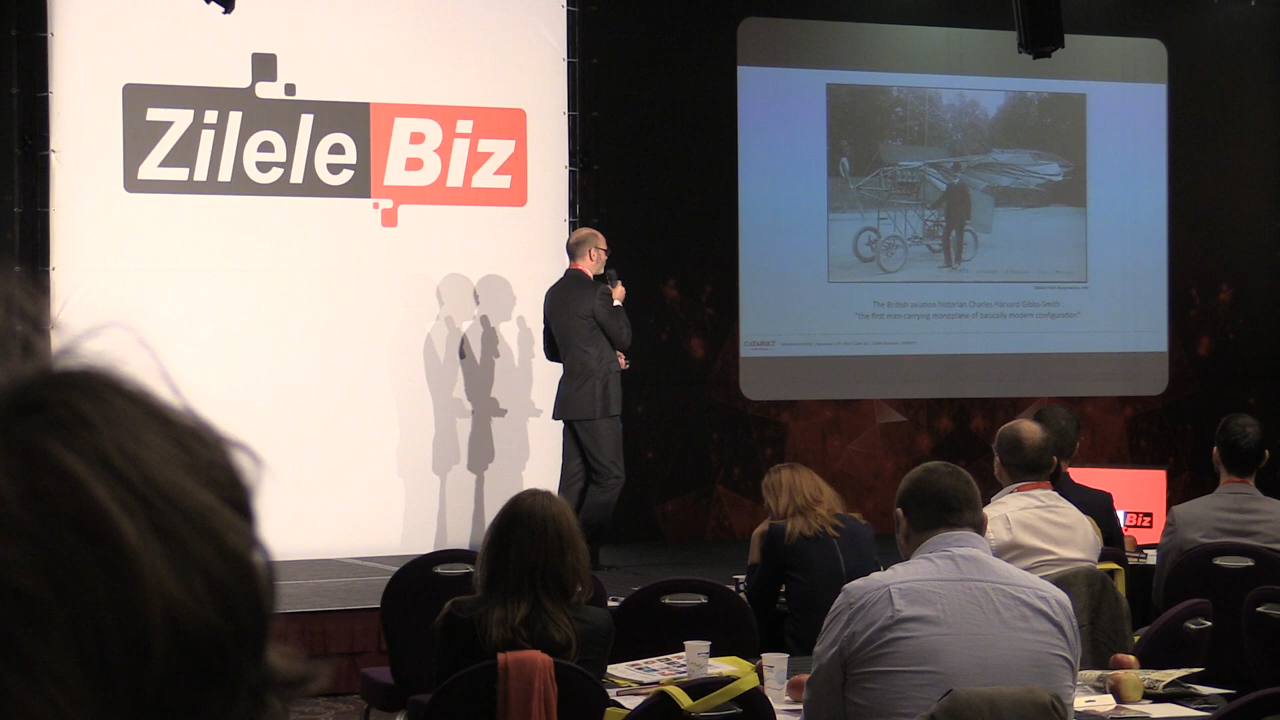 Zilele Biz
The British aviation historian Charles Harvard Gibbs-Smith :
"the first man-carrying monoplane of basically modern configuration"
Biz